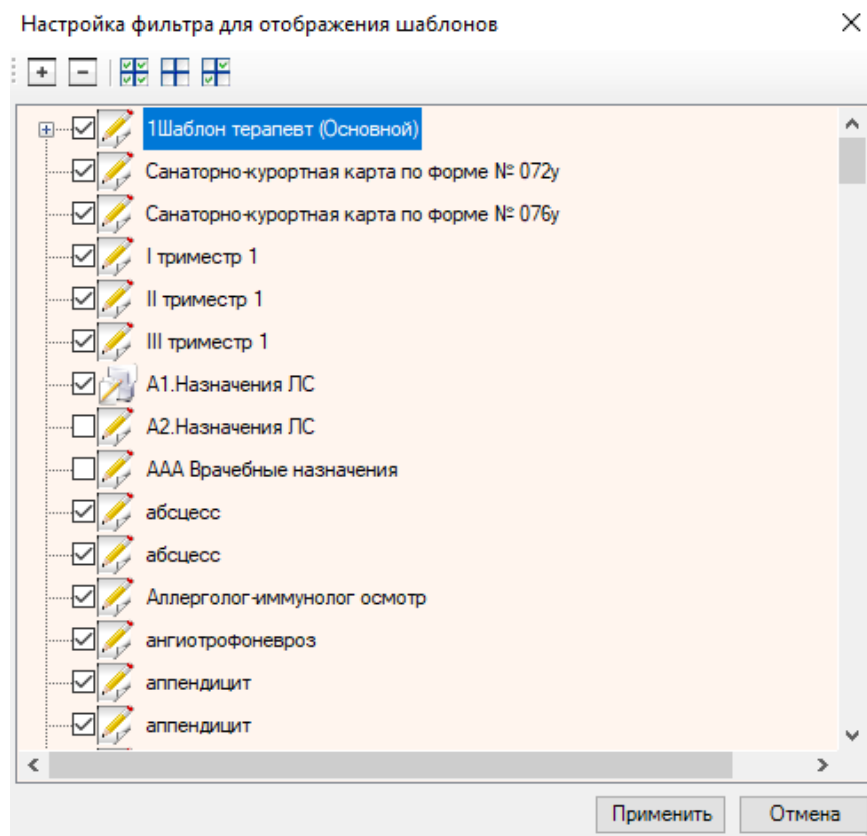 Настройка фильтра для отображения шаблонов
1Шаблон терапевт (Основной)
Санаторно-курортная карта по форме № 072у
Санаторно-курортная карта по форме № 076у
I триместр 1
II триместр 1
III триместр 1
А1.Назначения ЛС
А2.Назначения ЛС
ААА Врачебные назначения
абсцесс
абсцесс
Аллерголог-иммунолог осмотр
ангиотрофоневроз
аппендицит
аппендицит
Применить Отмена